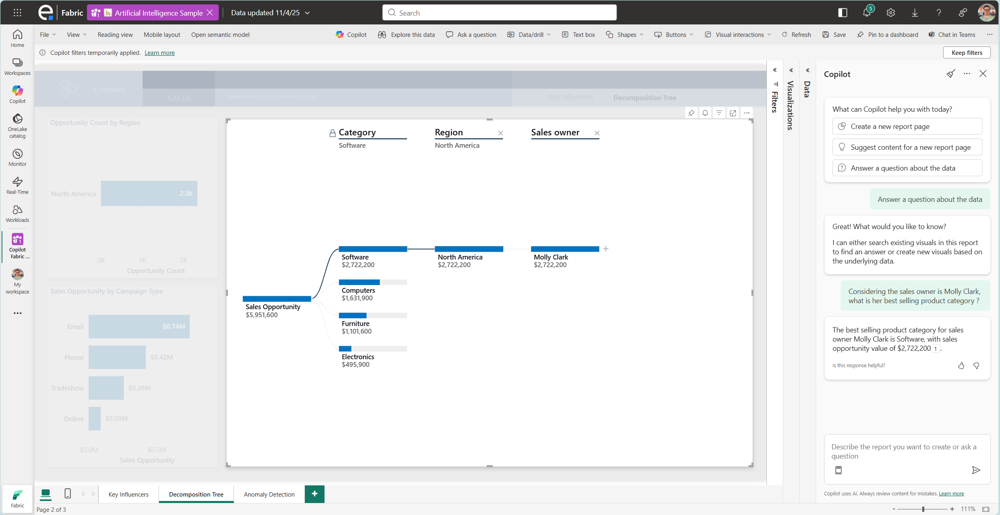 Fabric
1
Artificial Intelligence Sample
Data updated 11/4/25
Search
5
File
View
Reading view
Mobile layout
Open semantic model
Copilot
Explore this data
Ask a question
Data/drill
Text box
Shapes
Buttons
Visual interactions
Refresh
Save
Pin to a dashboard
Chat in Teams
Copilot filters temporarily applied. Learn more
Keep filters
Home
Workspaces
Copilot
OneLake
catalog
Monitor
Real-Time
Workloads
1
Copilot
Fabric ...
My
workspace
Fabric
Contoso
SALES
Revenue Decomposition Tree
Key Influencers
Decomposition Tree
Opportunity Count by Region
North America
2.3K
0K
1K
2K
Opportunity Count
Sales Opportunity by Campaign Type
Email
$0.74M
Phone
$0.42M
Tradeshow
$0.26M
Online
$0.09M
$0.0M
$0.5M
Sales Opportunity
Category
Software
Region
North America
Sales owner
Sales Opportunity
$5,951,600
Software
$2,722,200
Computers
$1,631,900
Furniture
$1,101,600
Electronics
$495,900
North America
$2,722,200
Molly Clark
$2,722,200
Filters
Visualizations
Data
Copilot
What can Copilot help you with today?
Create a new report page
Suggest content for a new report page
Answer a question about the data
Answer a question about the data
Great! What would you like to know?
I can either search existing visuals in this report
to find an answer or create new visuals based on
the underlying data.
Considering the sales owner is Molly Clark,
what is her best selling product category ?
The best selling product category for sales
owner Molly Clark is Software, with sales
opportunity value of $2,722,200 1 .
Is this response helpful?
Describe the report you want to create or ask a
question
Copilot uses AI. Always review content for mistakes. Learn more
Key Influencers
Decomposition Tree
Anomaly Detection
Page 2 of 3
- + 111%